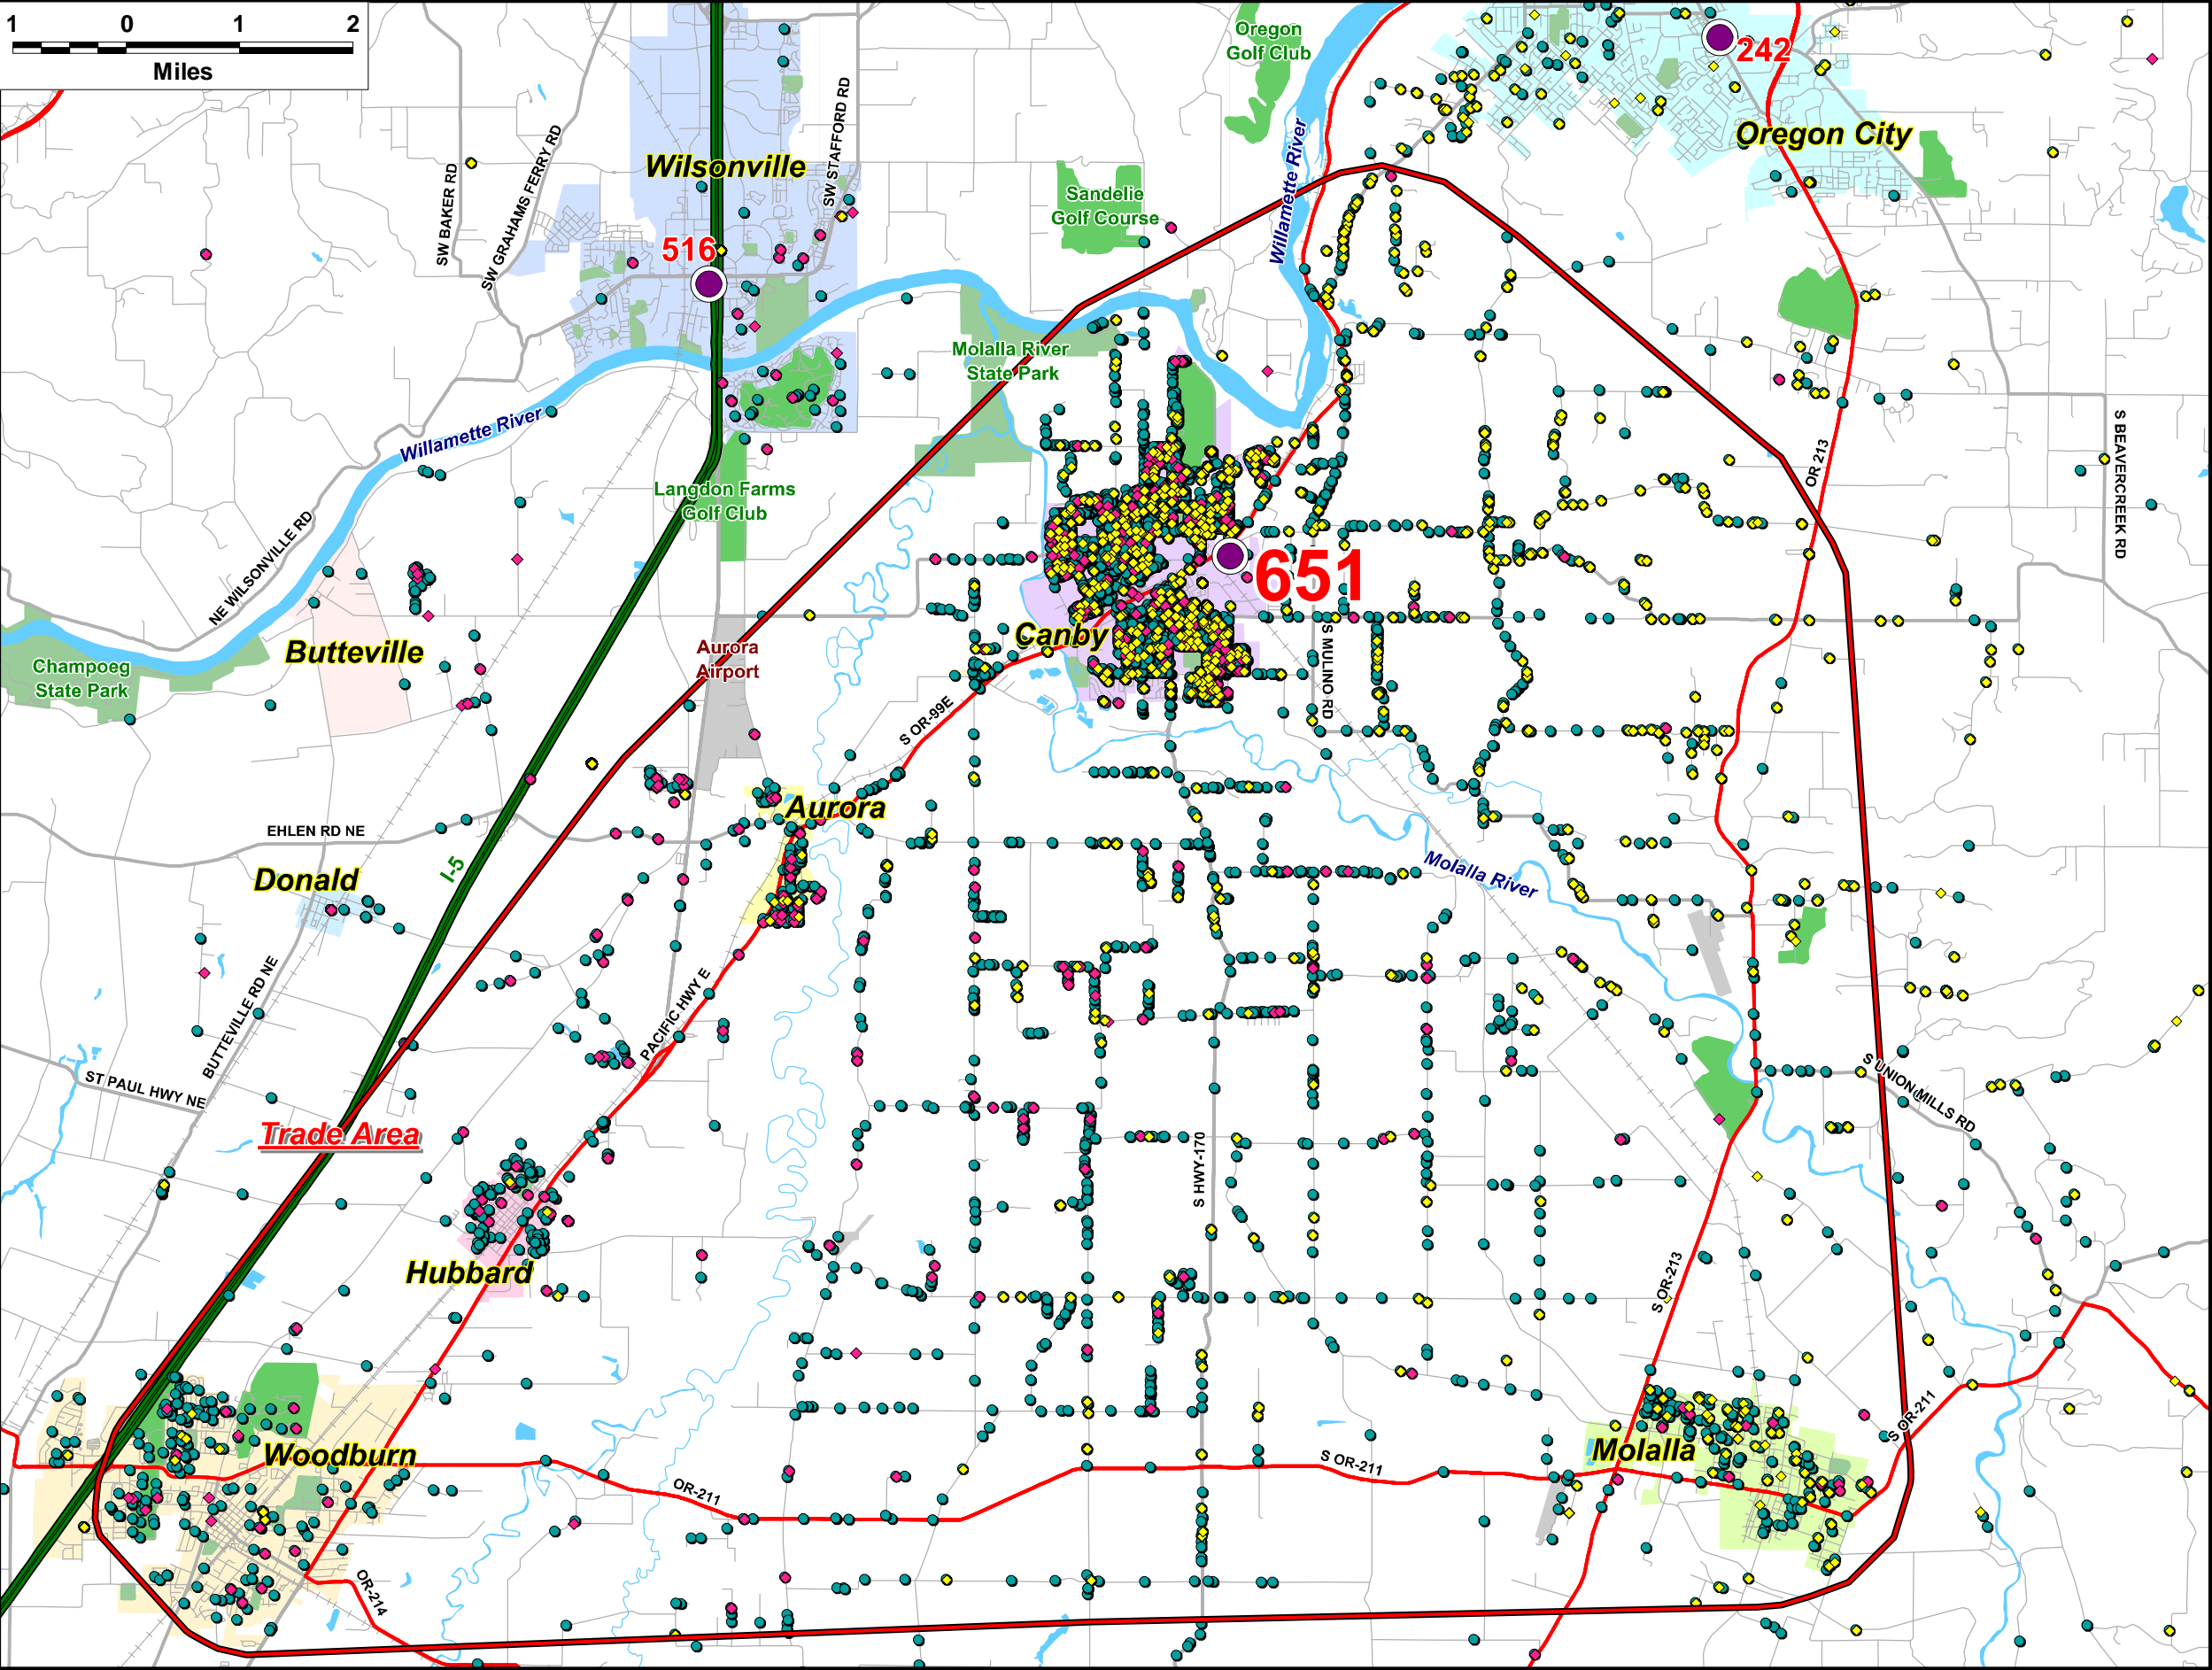 1 0 1 2
Miles
Oregon
Golf Club
242
Oregon City
SW STAFFORD RD
Wilsonville
SW BAKER RD
SW GRAHAMS FERRY RD
516
Willamette River
Sandelie
Golf Course
Molalla River
State Park
Willamette River
Langdon Farms
Golf Club
OR-213
S BEAVERCREEK RD
NE WILSONVILLE RD
651
Canby
Butteville
Champoeg
State Park
Aurora
Airport
S MULINO RD
S OR-99E
Aurora
EHLEN RD NE
I-5
Donald
Molalla River
BUTTEVILLE RD NE
PACIFIC HWY E
ST PAUL HWY NE
S UNION MILLS RD
Trade Area
S HWY-170
Hubbard
S OR-213
S OR-211
Woodburn
Molalla
S OR-211
OR-211
OR-214